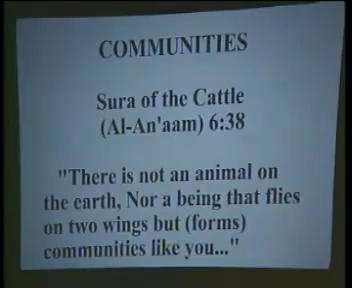 COMMUNITIES
Sura of the Cattle
(Al-An'aam) 6:38
"There is not an animal on
the earth, Nor a being that flies
on two wings but (forms)
communities like you..."